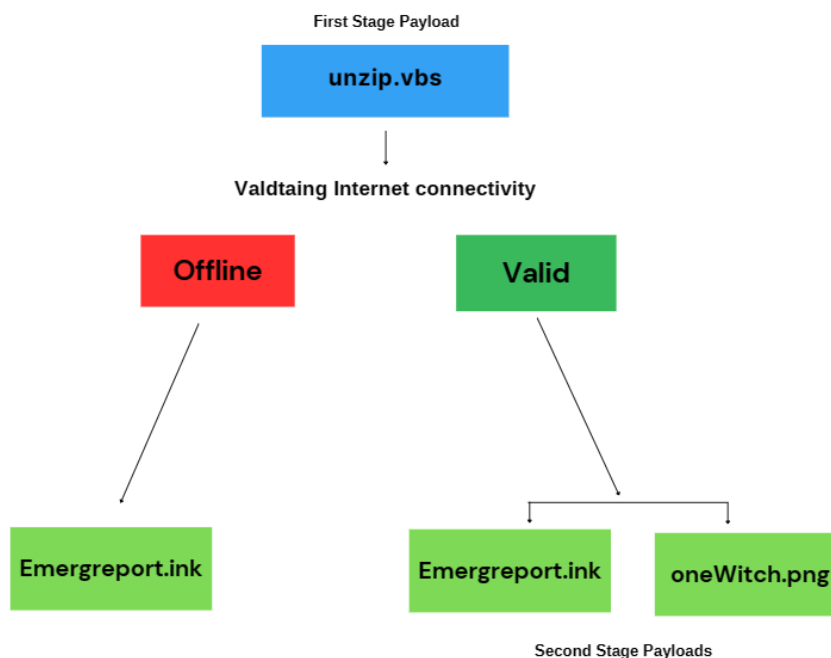 First Stage Payload
unzip.vbs
Valdtaing Internet connectivity
Offline
Valid
Emergreport.ink
Emergreport.ink
oneWitch.png
Second Stage Payloads